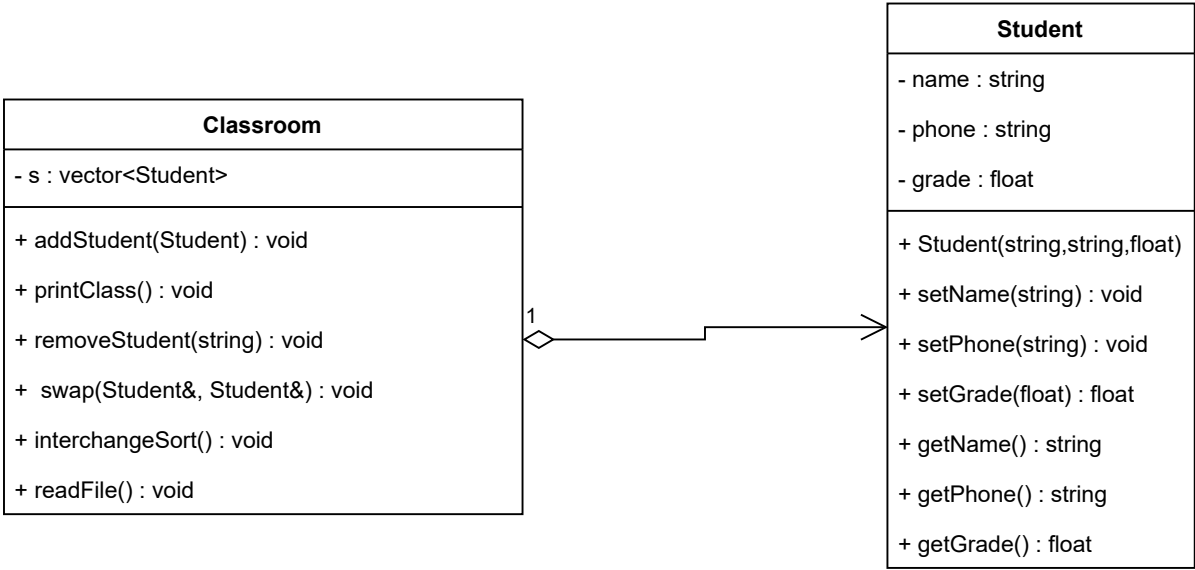 Classroom
- s : vector<Student>
+ addStudent(Student) : void
+ printClass() : void
+ removeStudent(string) : void
+  swap(Student&, Student&) : void
+ interchangeSort() : void
+ readFile() : void
1
Student
- name : string
- phone : string
- grade : float
+ Student(string,string,float)
+ setName(string) : void
+ setPhone(string) : void
+ setGrade(float) : float
+ getName() : string
+ getPhone() : string
+ getGrade() : float